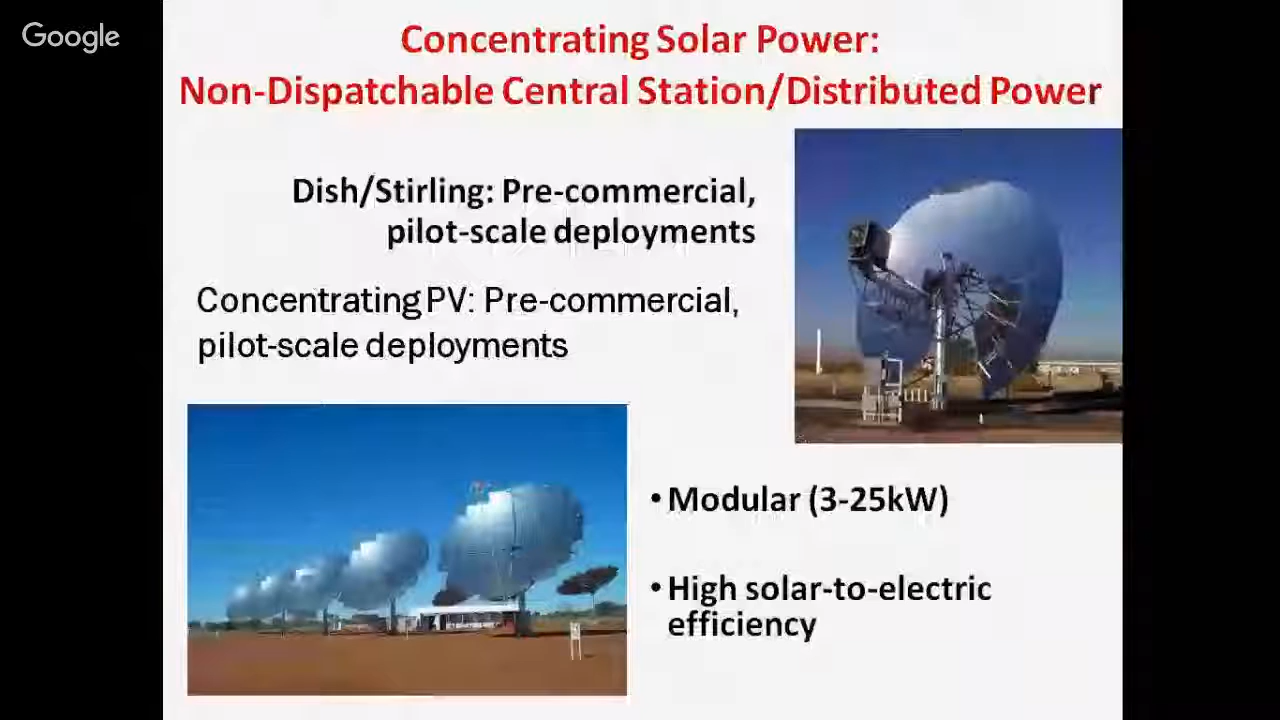 Google
Concentrating Solar Power:
Non-Dispatchable Central Station/Distributed Power
Dish/Stirling: Pre-commercial,
pilot-scale deployments
Concentrating PV: Pre-commercial,
pilot-scale deployments
• Modular (3-25kW)
• High solar-to-electric
efficiency